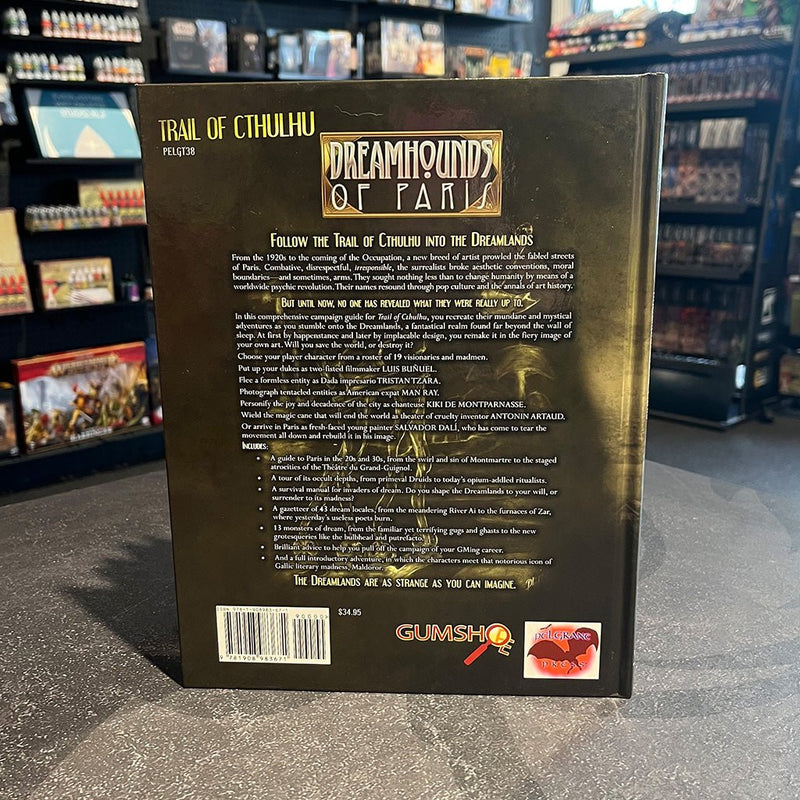 TRAIL OF CTHULHU
PELGT38
DREAMHOUNDS
OF PARIS
FOLLOW THE TRAIL OF CTHULHU INTO THE DREAMLANDS
From the 1920s to the coming of the Occupation, a new breed of artist prowled the fabled streets
of Paris. Combative, disrespectful, irresponsible, the surrealists broke aesthetic conventions, moral
boundaries—and sometimes, arms. They sought nothing less than to change humanity by means of a
worldwide psychic revolution. Their names resound through pop culture and the annals of art history.
BUT UNTIL NOW, NO ONE HAS REVEALED WHAT THEY WERE REALLY UP TO.
In this comprehensive campaign guide for Trail of Cthulhu, you recreate their mundane and mystical
adventures as you stumble onto the Dreamlands, a fantastical realm found far beyond the wall of
sleep. At first by happenstance and later by implacable design, you remake it in the fiery image of
your own art. Will you save the world, or destroy it?
Choose your player character from a roster of 19 visionaries and madmen.
Put up your dukes as two-fisted filmmaker LUIS BUÑUEL.
Flee a formless entity as Dada impresario TRISTAN TZARA.
Photograph tentacled entities as American expat MAN RAY.
Personify the joy and decadence of the city as chanteuse KIKI DE MONTPARNASSE.
Wield the magic cane that will end the world as theater of cruelty inventor ANTONIN ARTAUD.
Or arrive in Paris as fresh-faced young painter SALVADOR DALÍ, who has come to tear the
movement all down and rebuild it in his image.
INCLUDES:
• A guide to Paris in the 20s and 30s, from the swirl and sin of Montmartre to the staged
atrocities of the Théâtre du Grand-Guignol.
• A tour of its occult depths, from primeval Druids to today's opium-addled ritualists.
• A survival manual for invaders of dream. Do you shape the Dreamlands to your will, or
surrender to its madness?
• A gazetteer of 43 dream locales, from the meandering River Ai to the furnaces of Zar,
where yesterday's useless poets burn.
• 13 monsters of dream, from the familiar yet terrifying gugs and ghasts to the new
grotesqueries like the bulbhead and putrefacto.
• Brilliant advice to help you pull off the campaign of your GMing career.
• And a full introductory adventure, in which the characters meet that notorious icon of
Gallic literary madness, Maldoror.
THE DREAMLANDS ARE AS STRANGE AS YOU CAN IMAGINE.
ISBN 978-1-908983-67-1
90000
9 781908 983671
$34.95
GUMSHOE
PELGRANE
PRESS